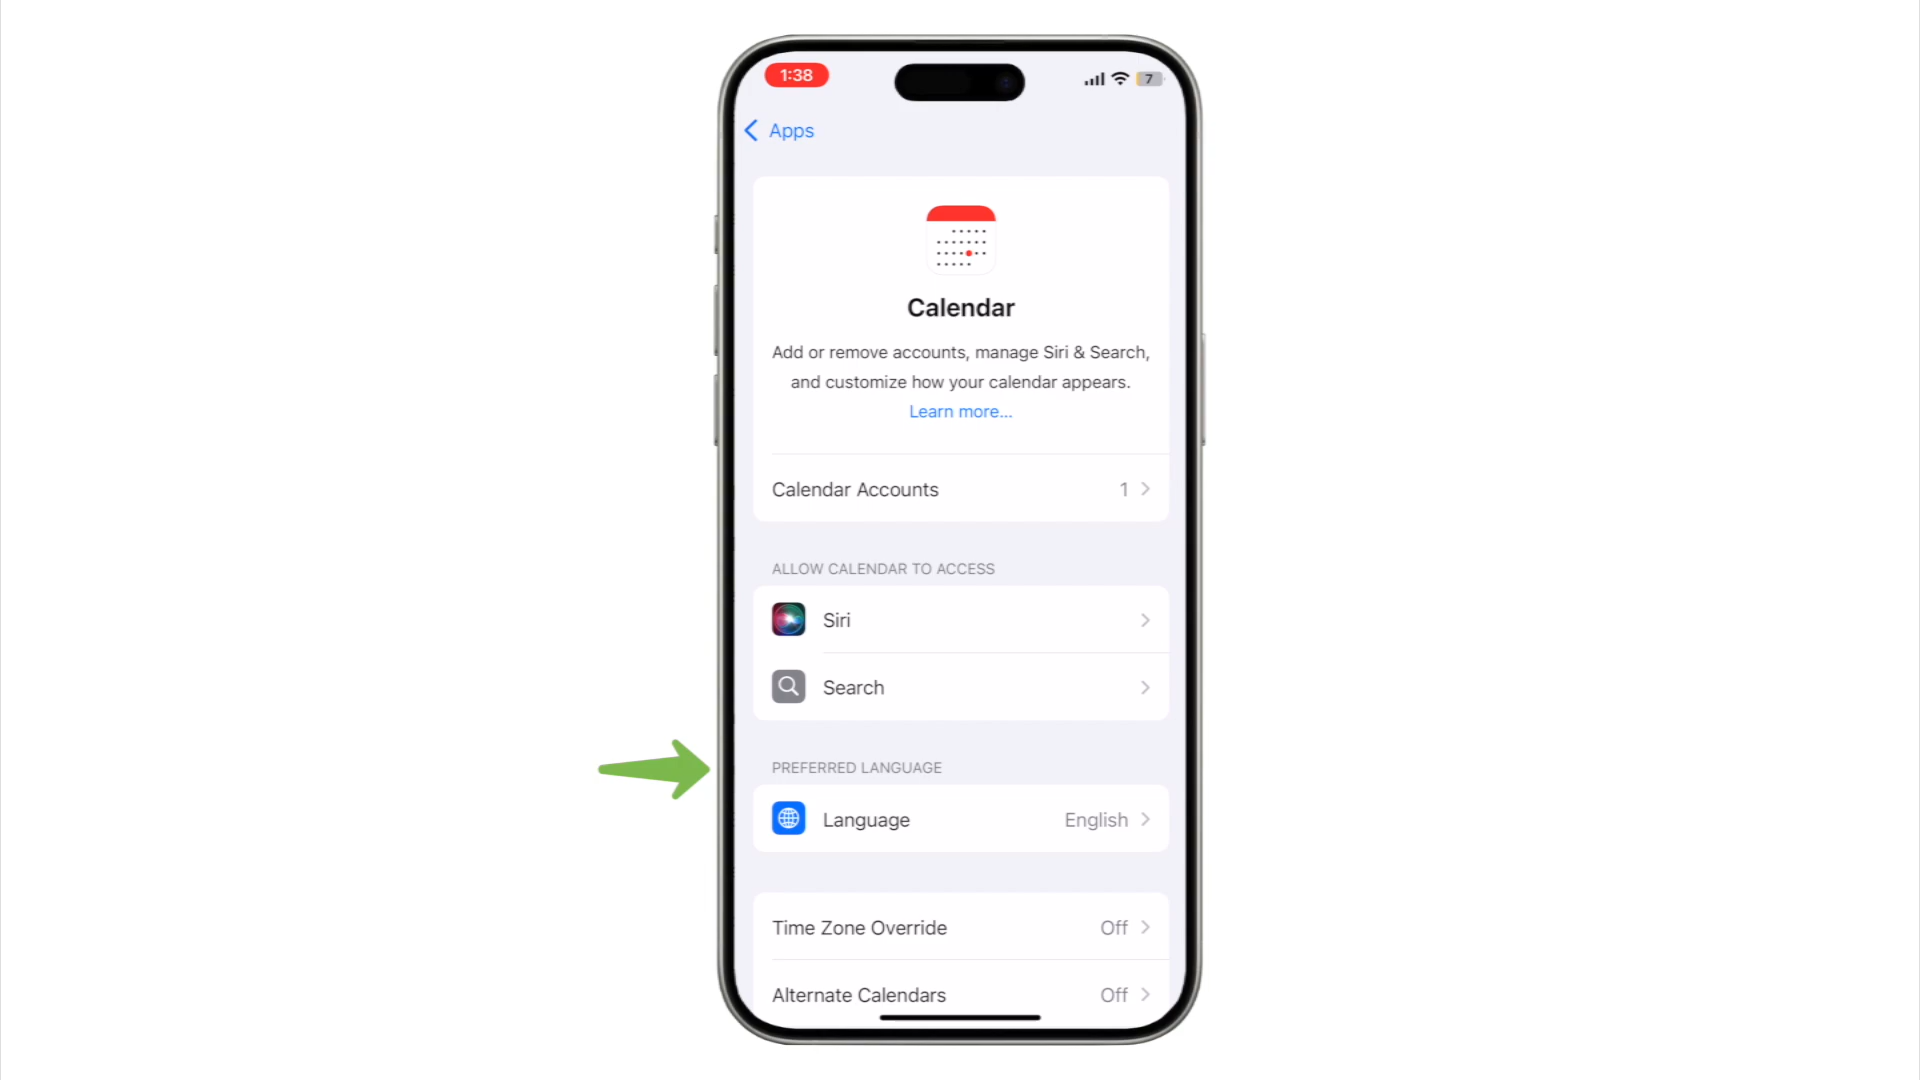 1:38
7
Apps
Calendar
Add or remove accounts, manage Siri & Search,
and customize how your calendar appears.
Learn more...
Calendar Accounts 1
ALLOW CALENDAR TO ACCESS
Siri
Search
PREFERRED LANGUAGE
Language English
Time Zone Override Off
Alternate Calendars Off